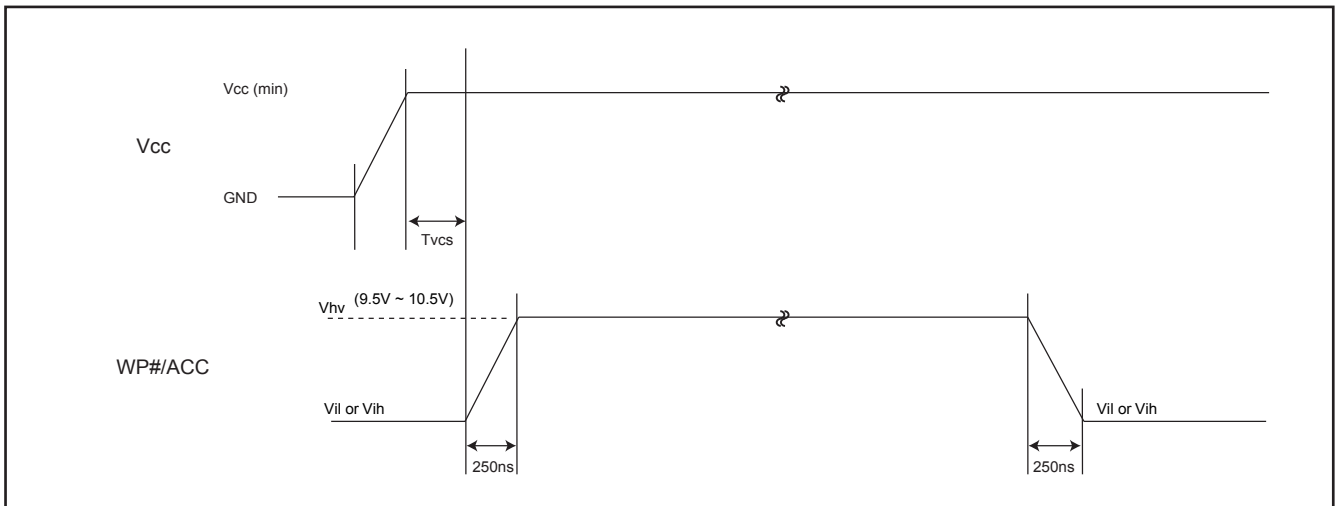 Vcc (min)
Vcc
GND
Tvcs
Vhv (9.5V ~ 10.5V)
WP#/ACC
Vil or Vih
Vil or Vih
250ns
250ns